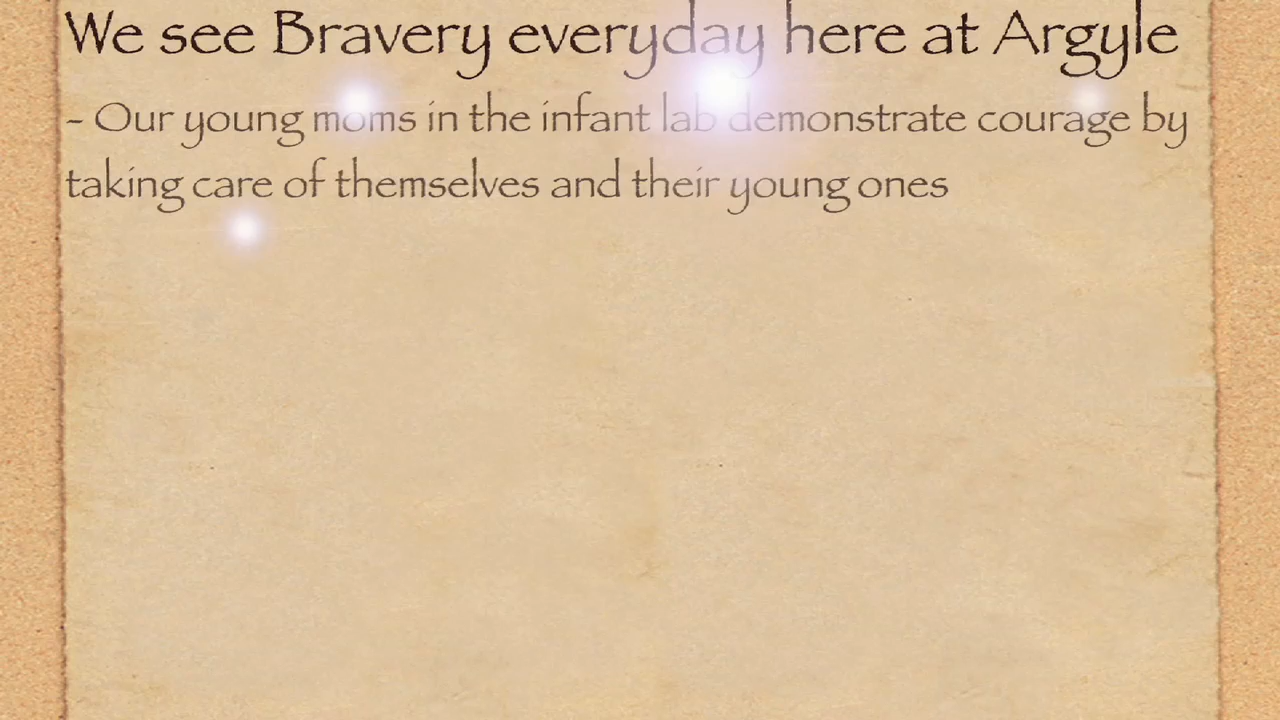 We see Bravery everyday here at Argyle
- Our young moms in the infant lab demonstrate courage by
taking care of themselves and their young ones